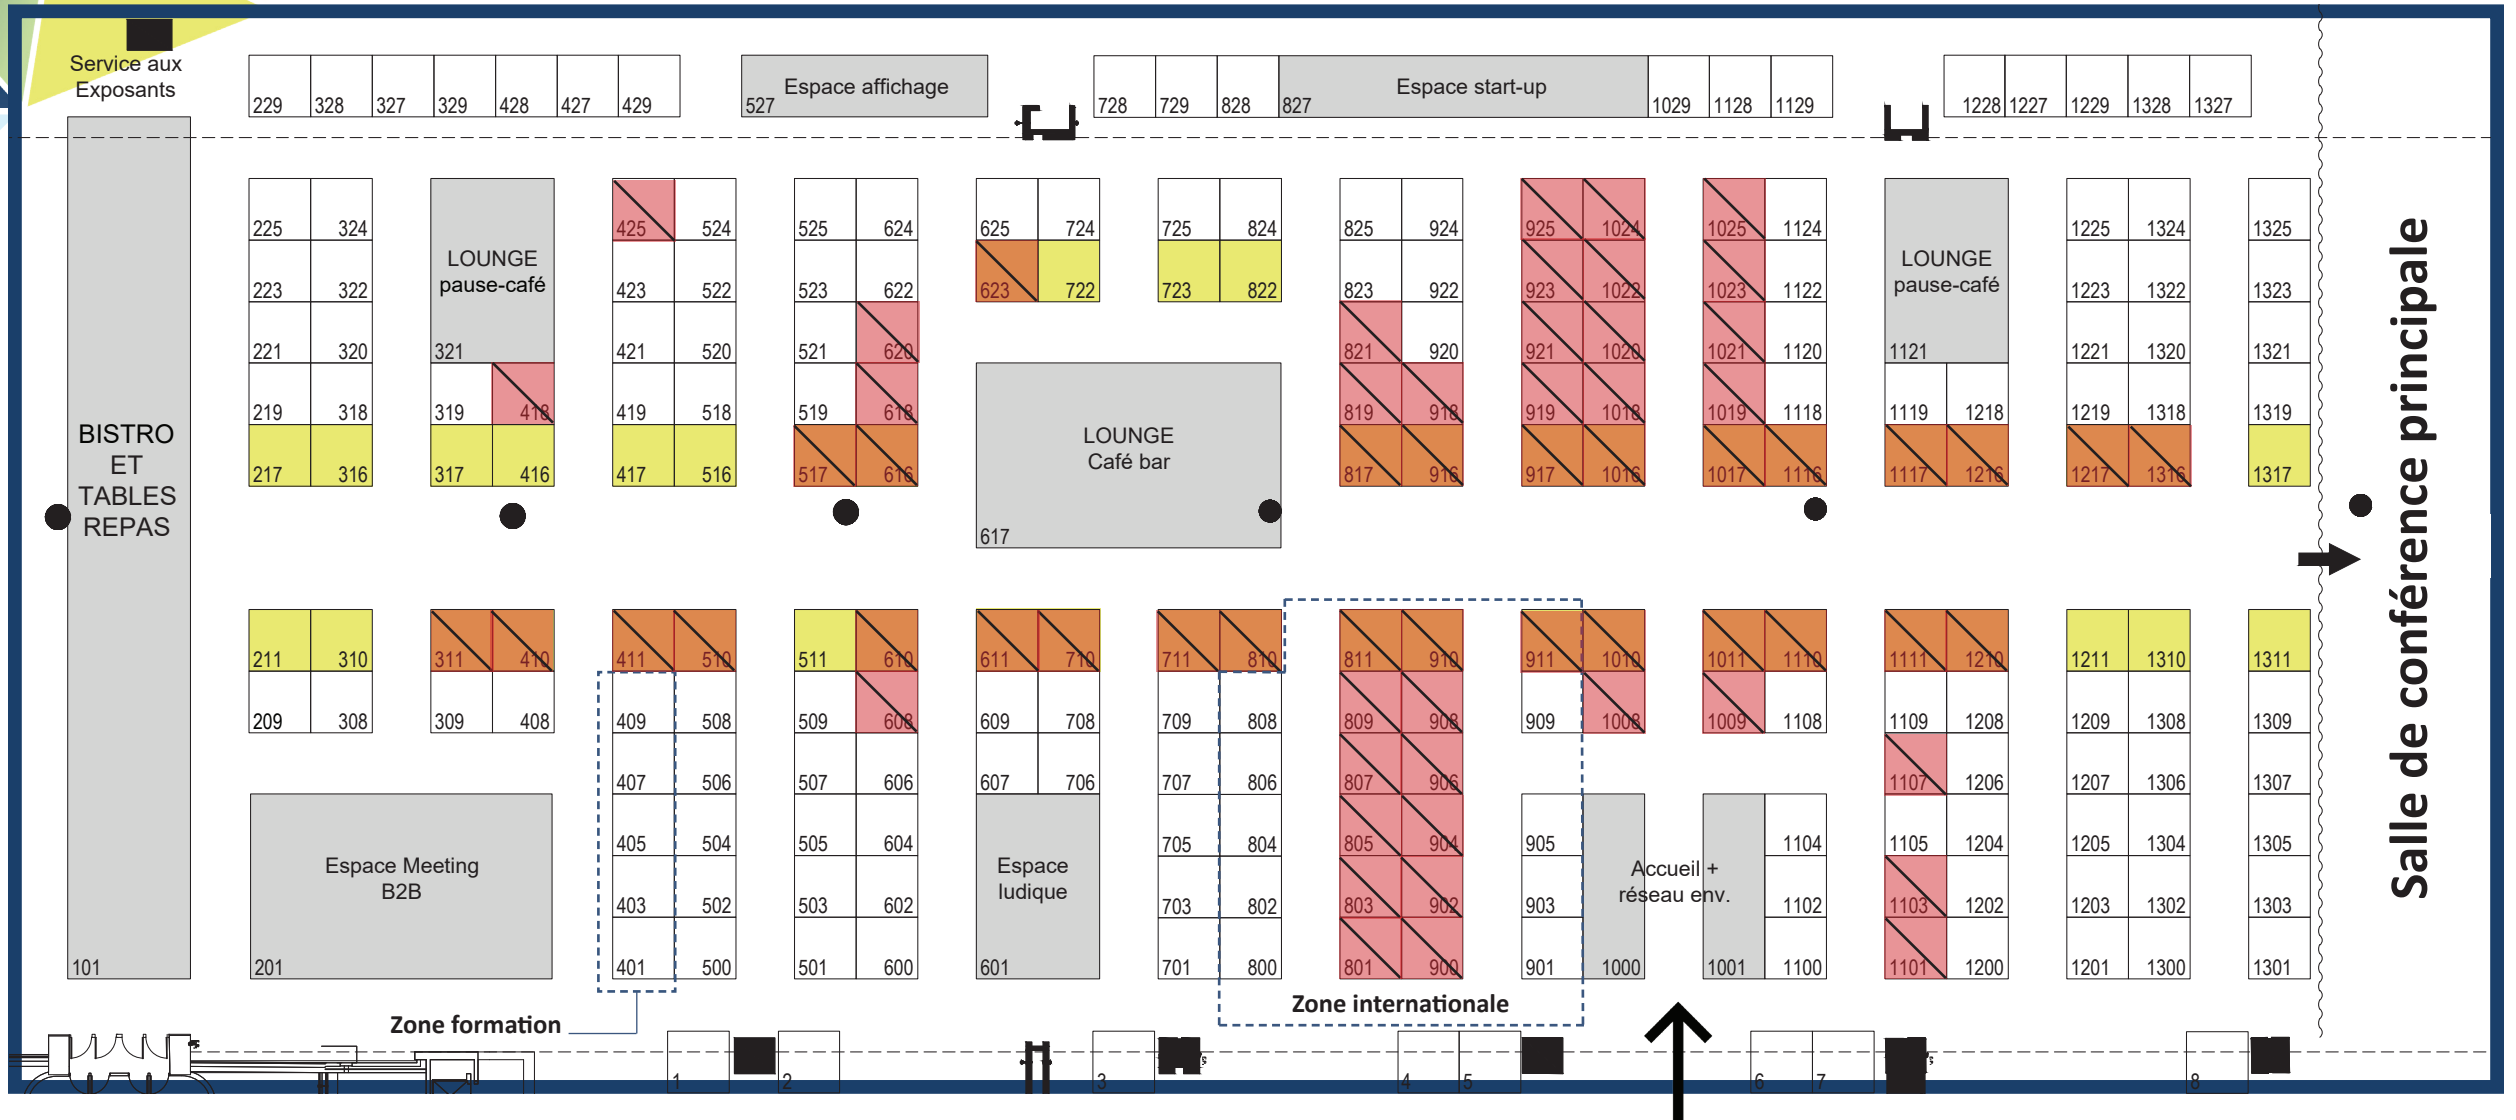 Service aux
Exposants
229 328 327 329 428 427 429
527 Espace affichage
728 729 828 827 Espace start-up 1029 1128 1129
1228 1227 1229 1328 1327
225 324 425 524 525 624 625 724 725 824 825 924 925 1024 1025 1124 1225 1324 1325
LOUNGE
pause-café
321
LOUNGE
pause-café
1121
223 322 423 522 523 622 623 722 723 822 823 922 923 1022 1023 1122 1223 1322 1323
221 320 421 520 521 620 821 920 921 1020 1021 1120 1221 1320 1321
219 318 319 418 419 518 519 618 819 918 919 1018 1019 1118 1119 1218 1219 1318 1319
217 316 317 416 417 516 517 616 817 916 917 1016 1017 1116 1117 1216 1217 1316 1317
BISTRO
ET
TABLES
REPAS
101
LOUNGE
Café bar
617
Salle de conférence principale
211 310 311 410 411 510 511 610 611 710 711 810 811 910 911 1010 1011 1110 1111 1210 1211 1310 1311
209 308 309 408 409 508 509 608 609 708 709 808 809 908 909 1008 1009 1108 1109 1208 1209 1308 1309
407 506 507 606 607 706 707 806 807 906 1107 1206 1207 1306 1307
405 504 505 604 705 804 805 904 905 1104 1105 1204 1205 1304 1305
403 502 503 602 703 802 803 902 903 1102 1103 1202 1203 1302 1303
401 500 501 600 701 800 801 900 901 1000 1001 1100 1101 1200 1201 1300 1301
Espace Meeting
B2B
201
Espace
ludique
601
Accueil +
réseau env.
Zone formation
Zone internationale
1 2 3 4 5 6 7 8